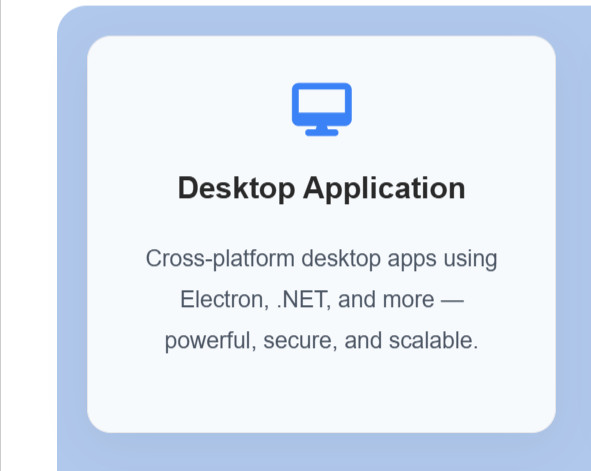 Desktop Application
Cross-platform desktop apps using
Electron, .NET, and more —
powerful, secure, and scalable.